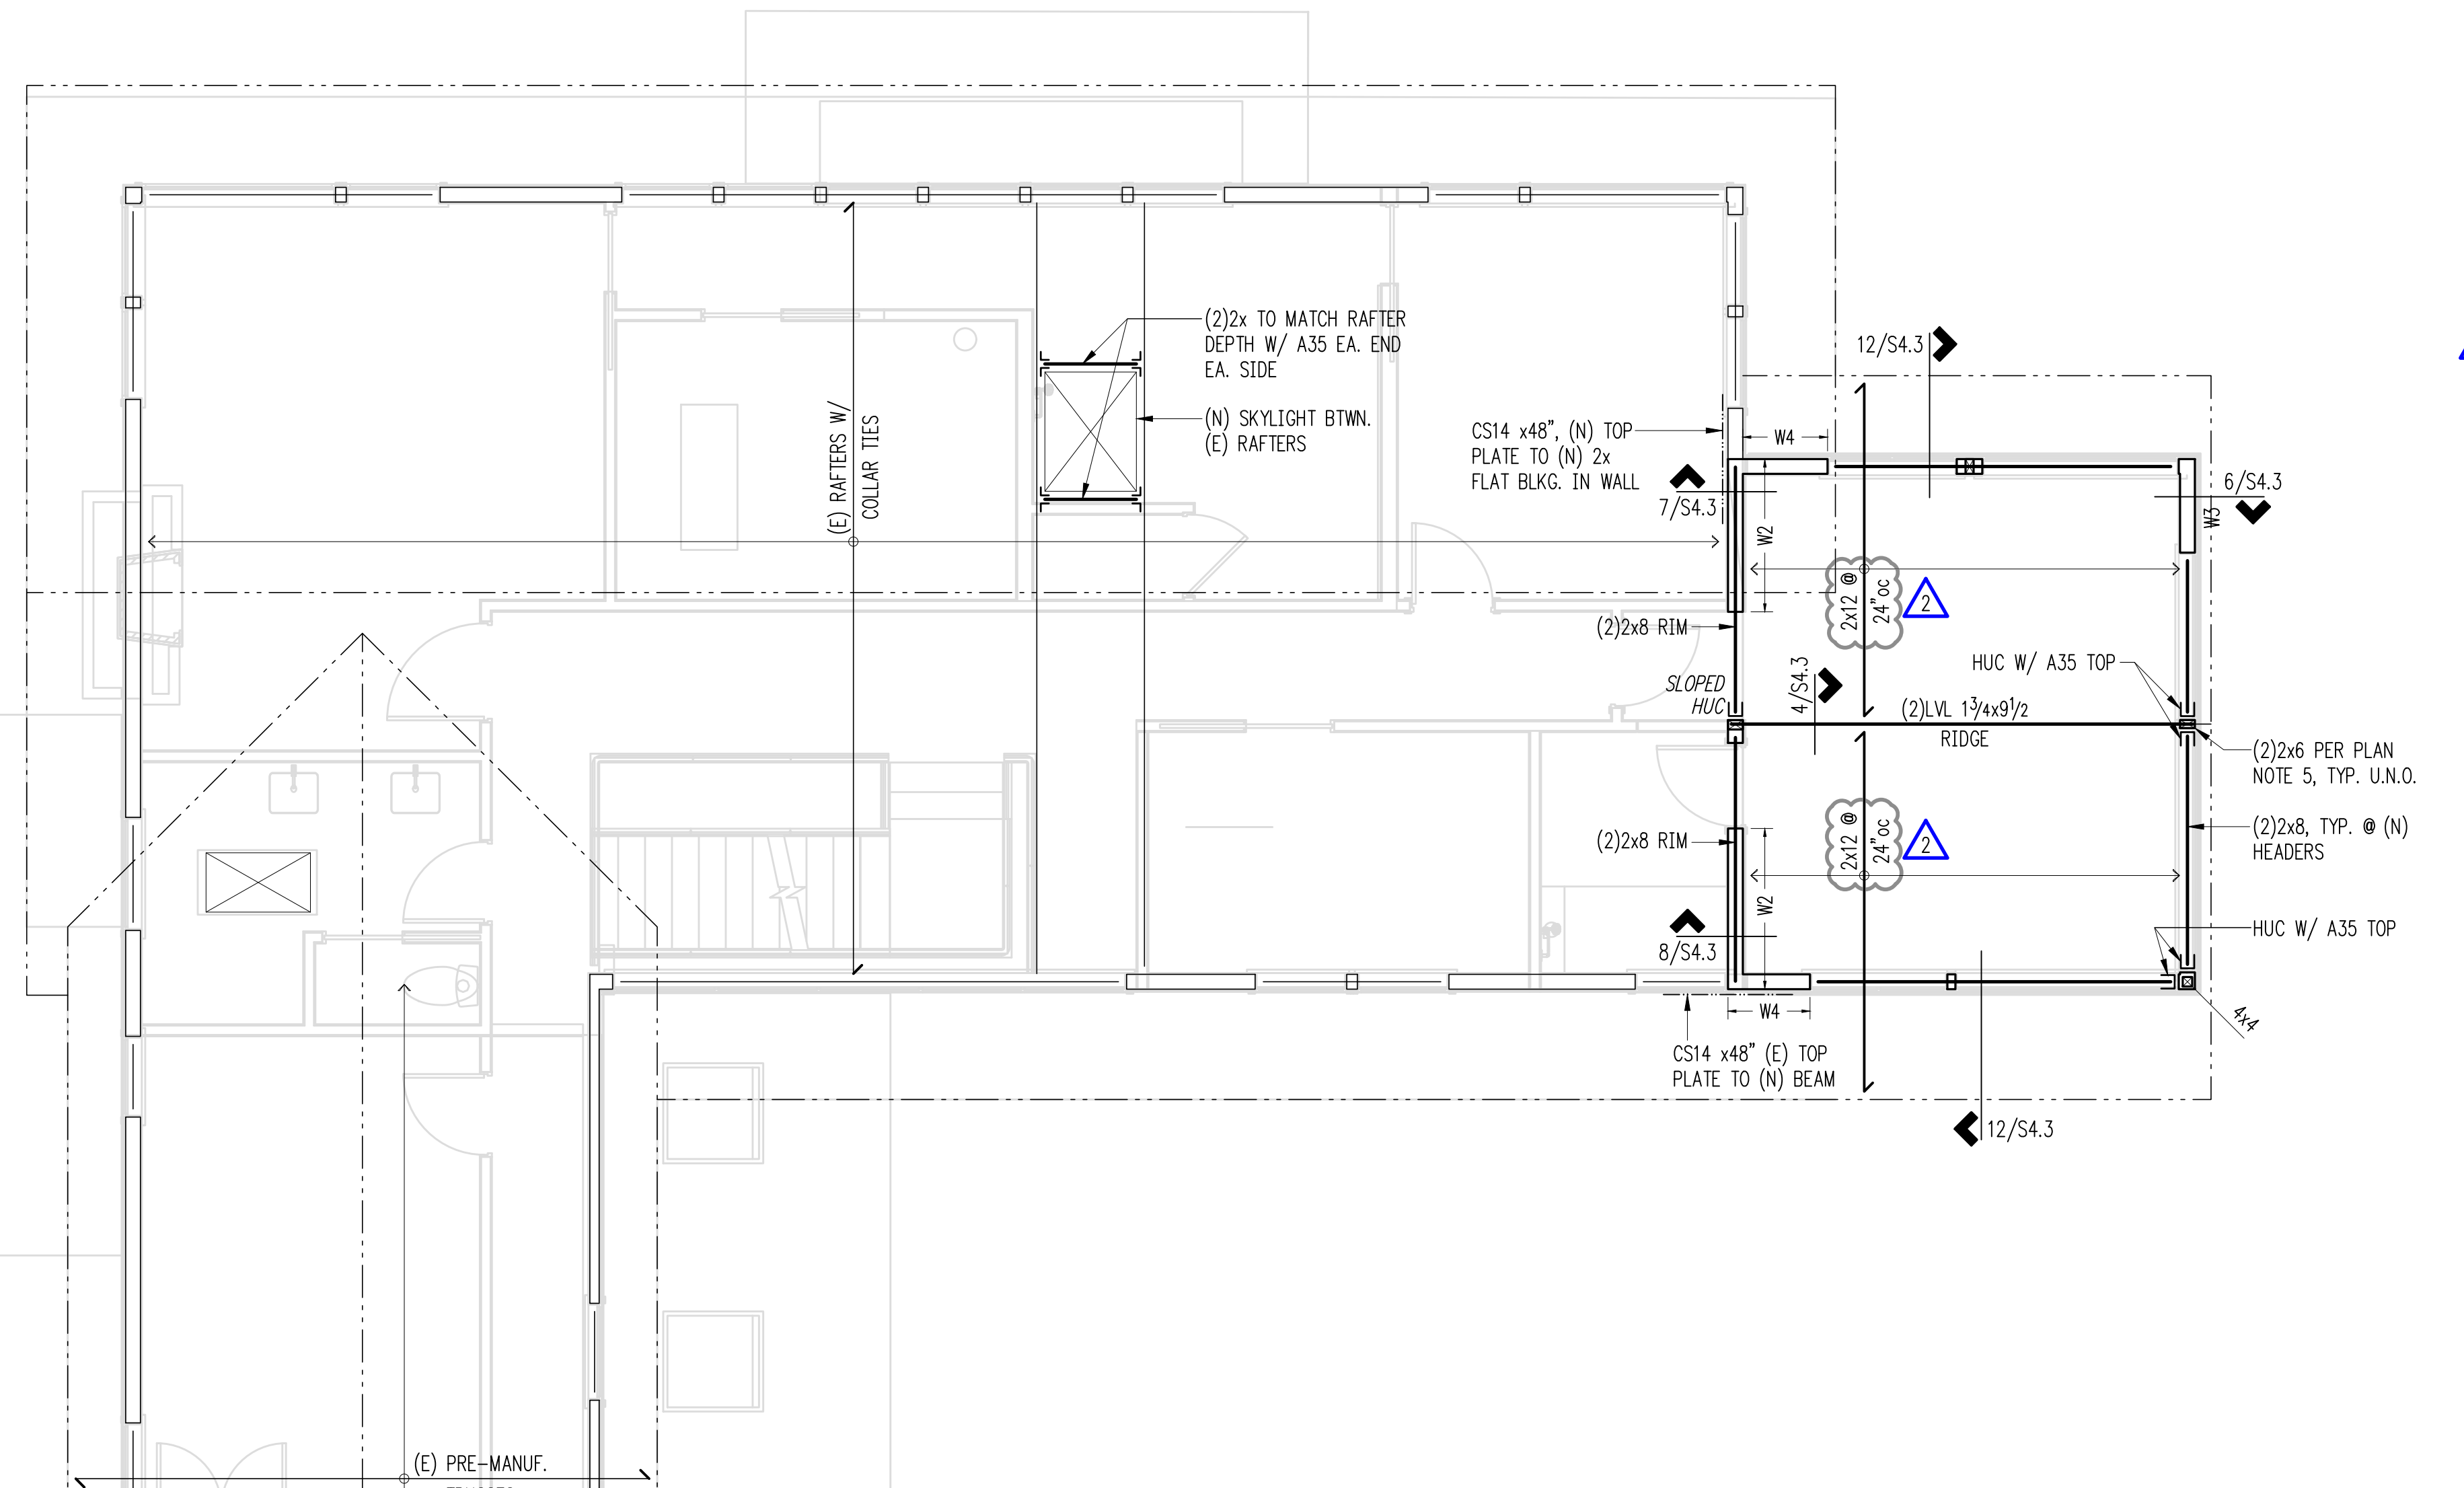 (2)2x TO MATCH RAFTER
DEPTH W/ A35 EA. END
EA. SIDE
(N) SKYLIGHT BTWN.
(E) RAFTERS
(E) RAFTERS W/
COLLAR TIES
CS14 x48", (N) TOP
PLATE TO (N) 2x
FLAT BLKG. IN WALL
12/S4.3
W4
7/S4.3
W2
6/S4.3
W3
2x12 @
24"oc
2
(2)2x8 RIM
HUC W/ A35 TOP
SLOPED
HUC
4/S4.3
(2)LVL 1 3/4x9 1/2
RIDGE
(2)2x6 PER PLAN
NOTE 5, TYP. U.N.O.
(2)2x8, TYP. @ (N)
HEADERS
2x12 @
24"oc
2
(2)2x8 RIM
W2
8/S4.3
HUC W/ A35 TOP
W4
4x4
CS14 x48" (E) TOP
PLATE TO (N) BEAM
12/S4.3
(E) PRE-MANUF.